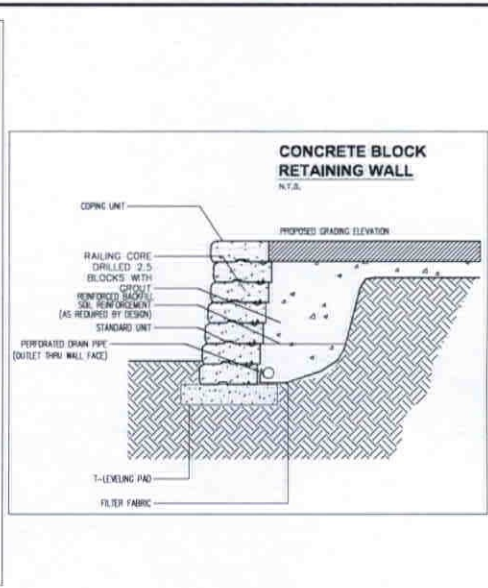 CONCRETE BLOCK
RETAINING WALL
N.T.S.
COPING UNIT
PROPOSED GRADING ELEVATION
RAILING CORE
DRILLED 2.5
BLOCKS WITH
GROUT
REINFORCED BACKFILL
SOIL REINFORCEMENT
(AS REQUIRED BY DESIGN)
STANDARD UNIT
PERFORATED DRAIN PIPE
(OUTLET THRU WALL FACE)
T-LEVELING PAD
FILTER FABRIC